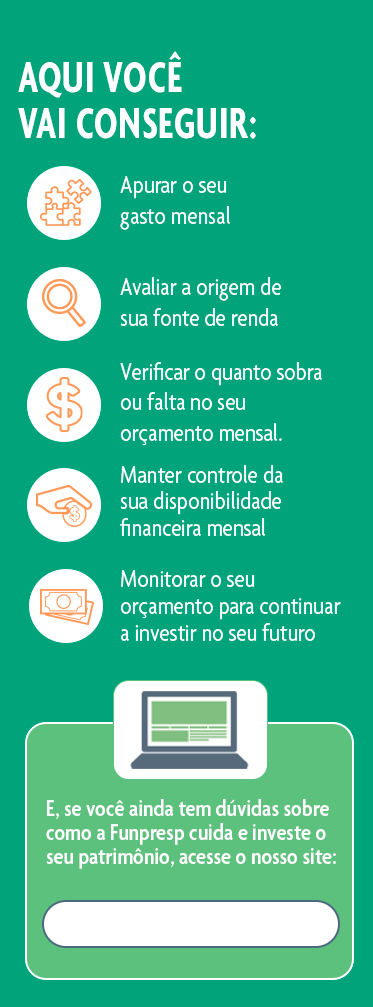 AQUI VOCÊ
VAI CONSEGUIR:
Apurar o seu
gasto mensal
Avaliar a origem de
sua fonte de renda
Verificar o quanto sobra
ou falta no seu
orçamento mensal.
Manter controle da
sua disponibilidade
financeira mensal
Monitorar o seu
orçamento para continuar
a investir no seu futuro
E, se você ainda tem dúvidas sobre
como a Funpresp cuida e investe o
seu patrimônio, acesse o nosso site: